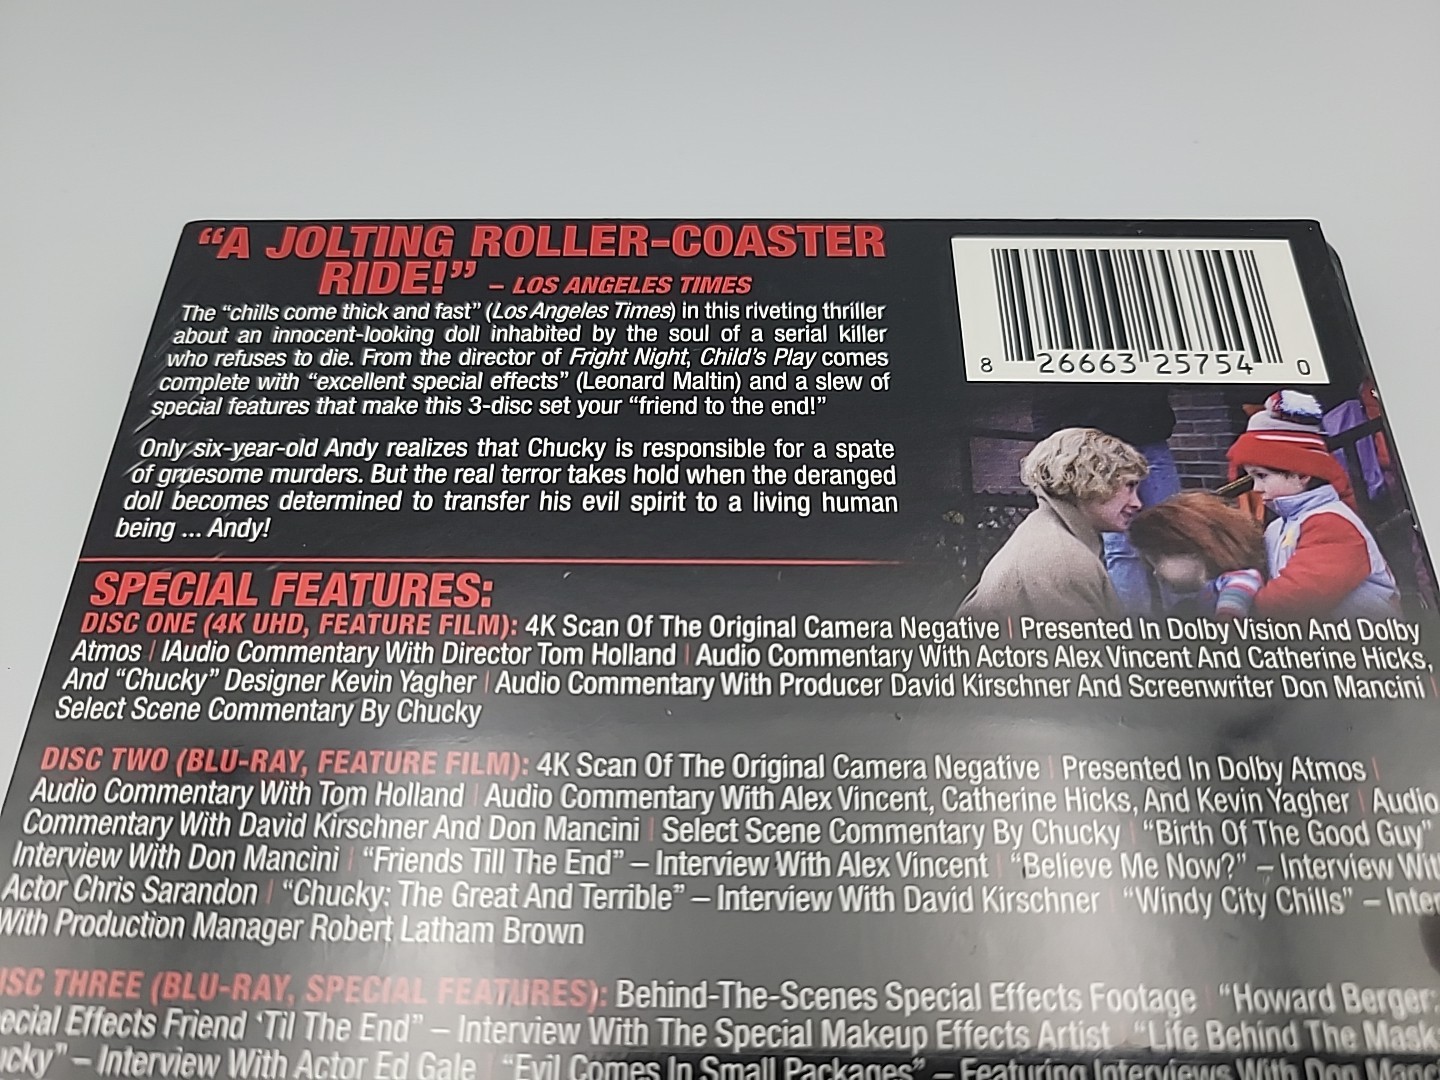 “A JOLTING ROLLER-COASTER
RIDE!” – LOS ANGELES TIMES
The “chills come thick and fast” (Los Angeles Times) in this riveting thriller
about an innocent-looking doll inhabited by the soul of a serial killer
who refuses to die. From the director of Fright Night, Child’s Play comes
complete with “excellent special effects” (Leonard Maltin) and a slew of
special features that make this 3-disc set your “friend to the end!”
Only six-year-old Andy realizes that Chucky is responsible for a spate
of gruesome murders. But the real terror takes hold when the deranged
doll becomes determined to transfer his evil spirit to a living human
being ... Andy!
8 26663 25754 0
SPECIAL FEATURES:
DISC ONE (4K UHD, FEATURE FILM): 4K Scan Of The Original Camera Negative | Presented In Dolby Vision And Dolby
Atmos | IAudio Commentary With Director Tom Holland | Audio Commentary With Actors Alex Vincent And Catherine Hicks,
And “Chucky” Designer Kevin Yagher | Audio Commentary With Producer David Kirschner And Screenwriter Don Mancini |
Select Scene Commentary By Chucky
DISC TWO (BLU-RAY, FEATURE FILM): 4K Scan Of The Original Camera Negative | Presented In Dolby Atmos |
Audio Commentary With Tom Holland | Audio Commentary With Alex Vincent, Catherine Hicks, And Kevin Yagher | Audio
Commentary With David Kirschner And Don Mancini | Select Scene Commentary By Chucky | “Birth Of The Good Guy”
Interview With Don Mancini | “Friends Till The End” – Interview With Alex Vincent | “Believe Me Now?” – Interview Wit
Actor Chris Sarandon | “Chucky: The Great And Terrible” – Interview With David Kirschner | “Windy City Chills” – Inter
With Production Manager Robert Latham Brown
ISC THREE (BLU-RAY, SPECIAL FEATURES): Behind-The-Scenes Special Effects Footage | “Howard Berger:
ecial Effects Friend ‘Til The End” – Interview With The Special Makeup Effects Artist | “Life Behind The Mask
ucky” – Interview With Actor Ed Gale | “Evil Comes In Small Packages” – Featuring Interviews With Don Manc